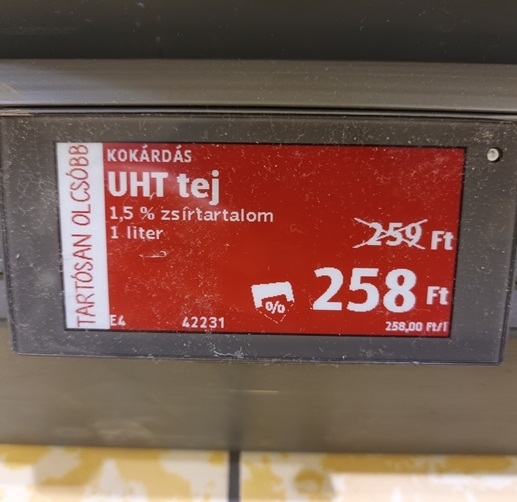 TARTÓSAN OLCSÓBB
KOKÁRDÁS
UHT tej
1,5 % zsírtartalom
1 liter
259 Ft
%
258 Ft
E4 42231 258,00 Ft/l